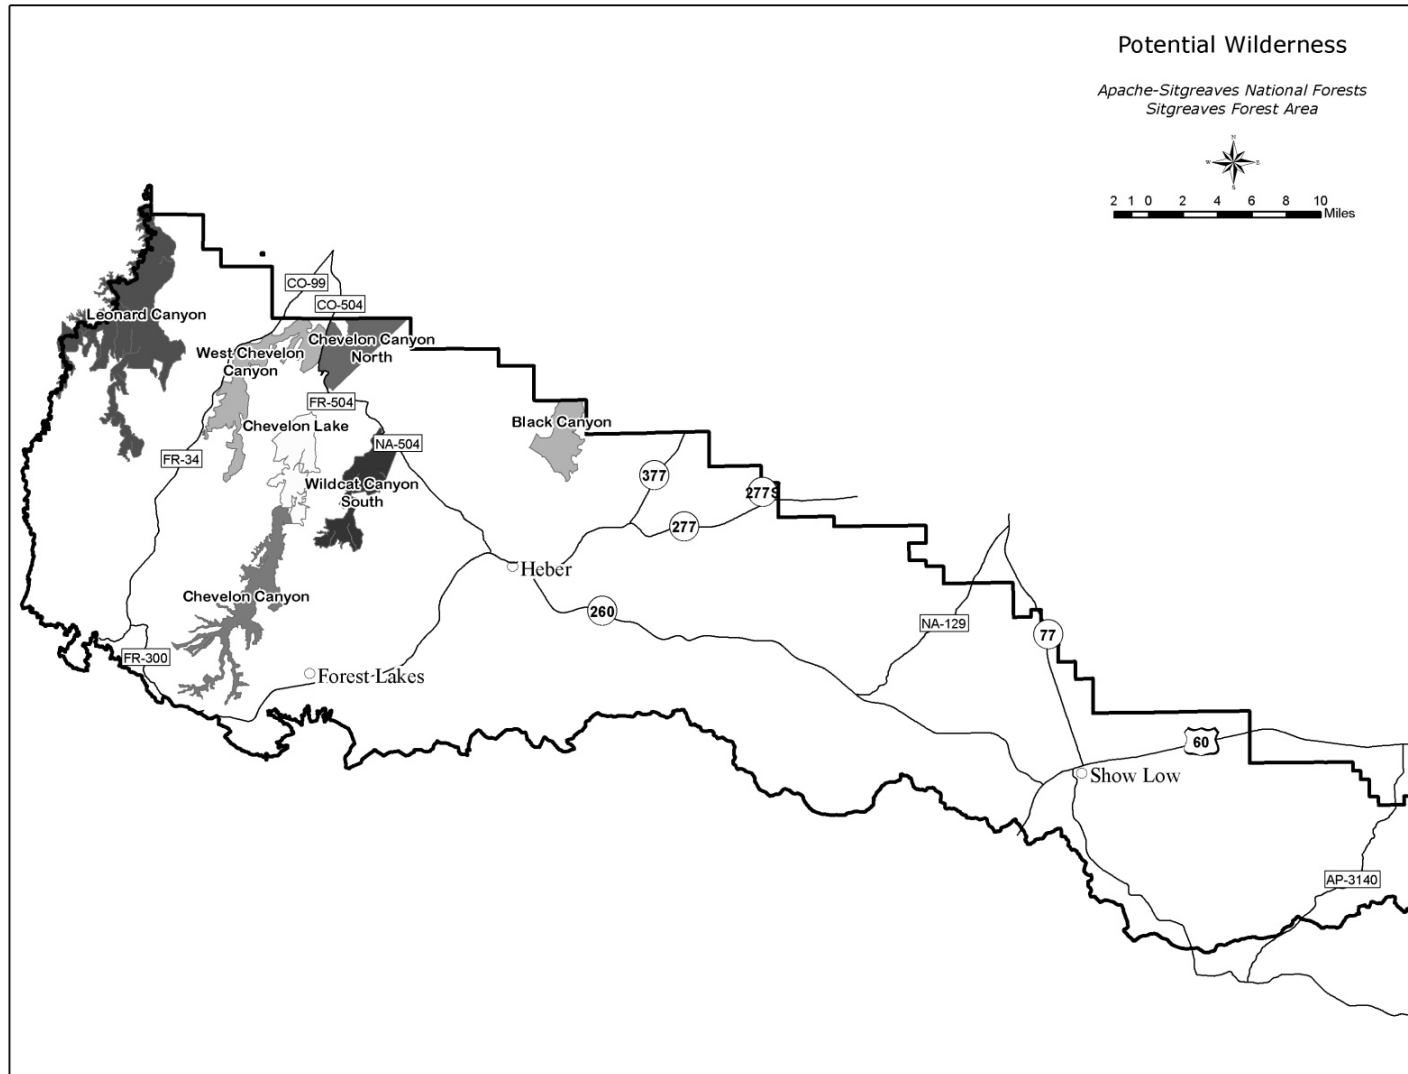 Potential Wilderness
Apache-Sitgreaves National Forests
Sitgreaves Forest Area
N
W E
S
2 1 0 2 4 6 8 10
Miles
CO-99
CO-504
Leonard Canyon
Chevelon Canyon
North
West Chevelon
Canyon
FR-504
Black Canyon
Chevelon Lake
NA-504
FR-34
377
Wildcat Canyon
South
277S
277
Heber
Chevelon Canyon
260
NA-129
77
FR-300
Forest Lakes
60
Show Low
AP-3140